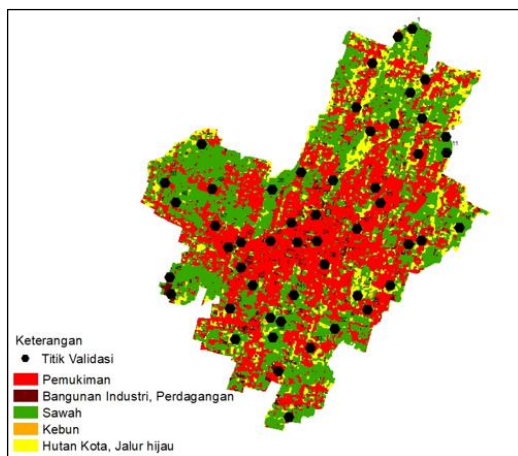 Keterangan
Titik Validasi
Pemukiman
Bangunan Industri, Perdagangan
Sawah
Kebun
Hutan Kota, Jalur hijau